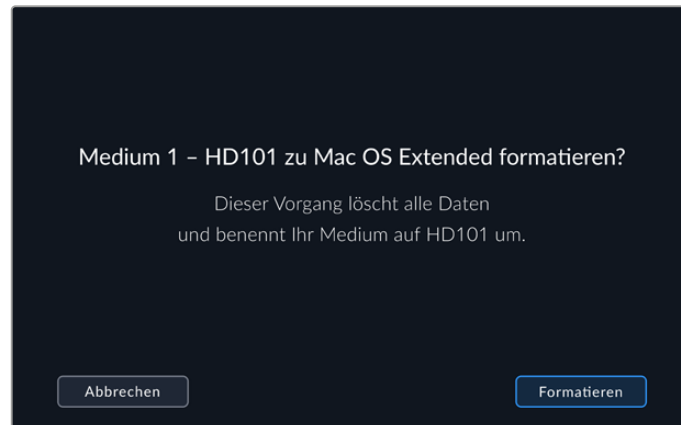 Medium 1 – HD101 zu Mac OS Extended formatieren?
Dieser Vorgang löscht alle Daten
und benennt Ihr Medium auf HD101 um.
Abbrechen
Formatieren